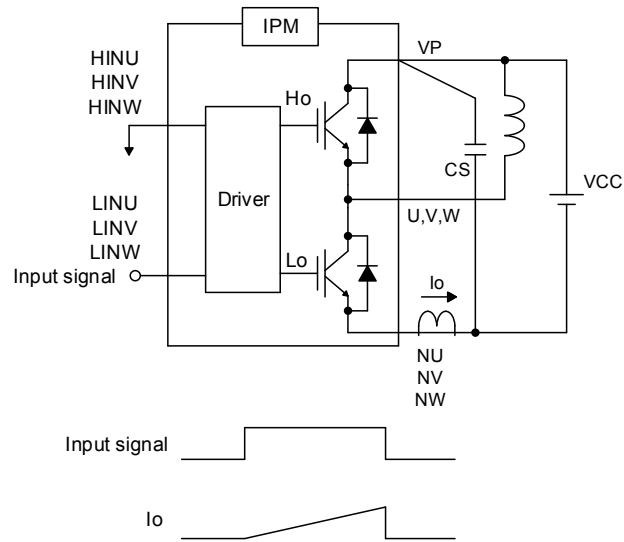 IPM
VP
HINU
HINV
HINW
Ho
CS
VCC
Driver
U,V,W
LINU
LINV
LINW
Lo
Io
Input signal
NU
NV
NW
Input signal
Io